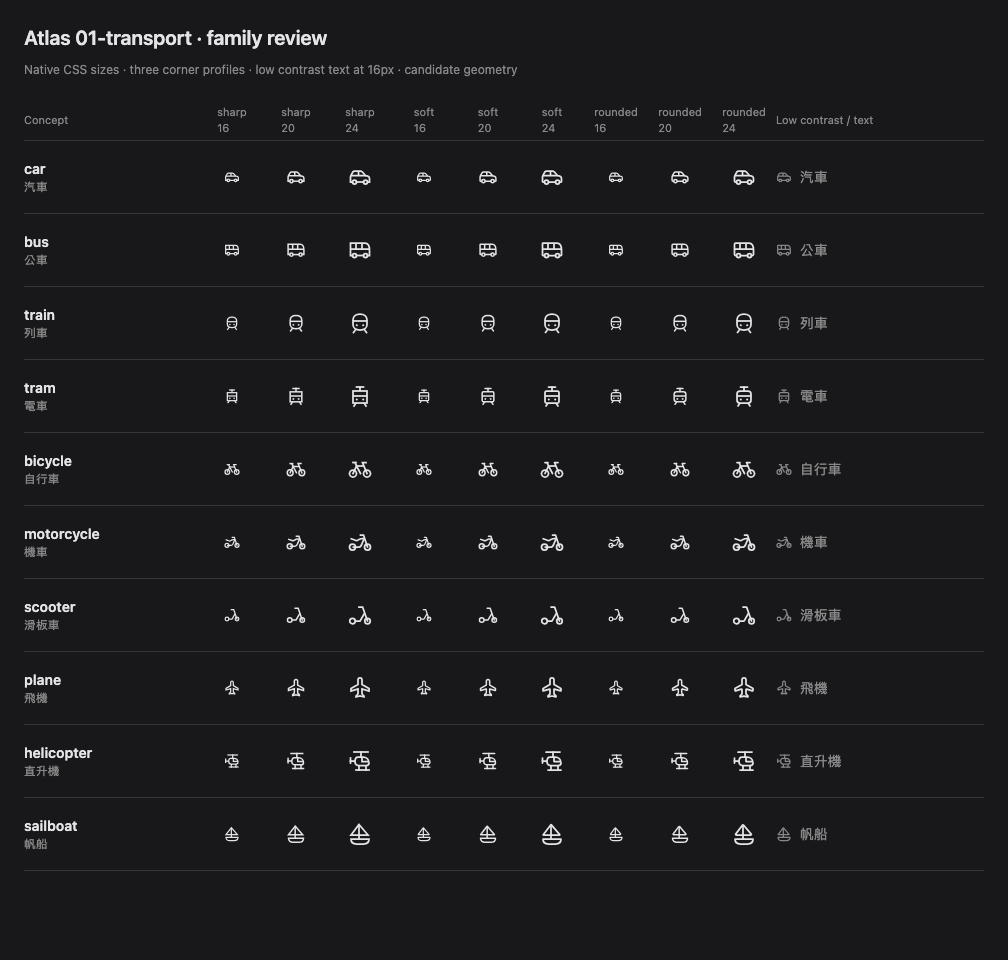 Atlas 01-transport · family review
Native CSS sizes · three corner profiles · low contrast text at 16px · candidate geometry
Concept sharp 16 sharp 20 sharp 24 soft 16 soft 20 soft 24 rounded 16 rounded 20 rounded 24 Low contrast / text
car
汽車
汽車
bus
公車
公車
train
列車
列車
tram
電車
電車
bicycle
自行車
自行車
motorcycle
機車
機車
scooter
滑板車
滑板車
plane
飛機
飛機
helicopter
直升機
直升機
sailboat
帆船
帆船